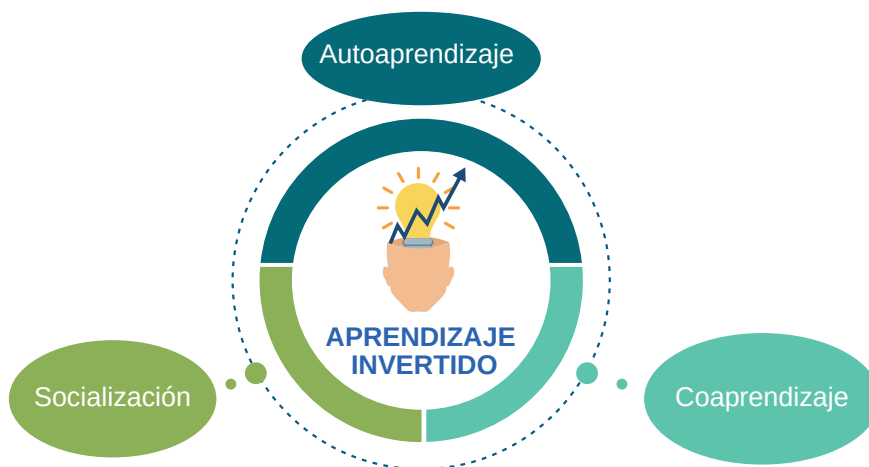 Autoaprendizaje
APRENDIZAJE
INVERTIDO
Socialización
Coaprendizaje